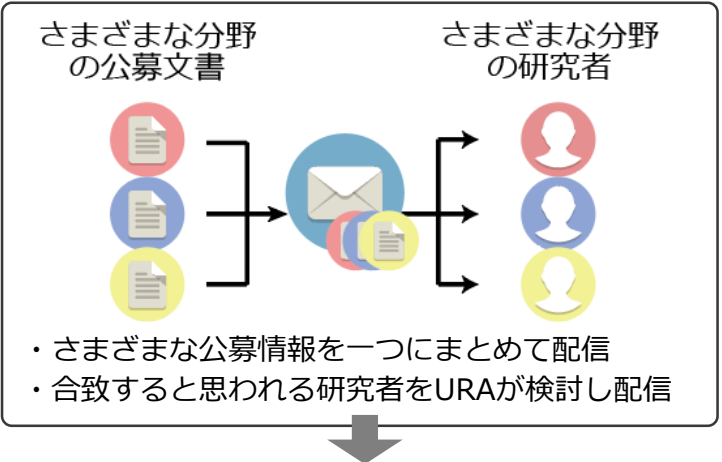 さまざまな分野
の公募文書
さまざまな分野
の研究者
・さまざまな公募情報を一つにまとめて配信
・合致すると思われる研究者をURAが検討し配信